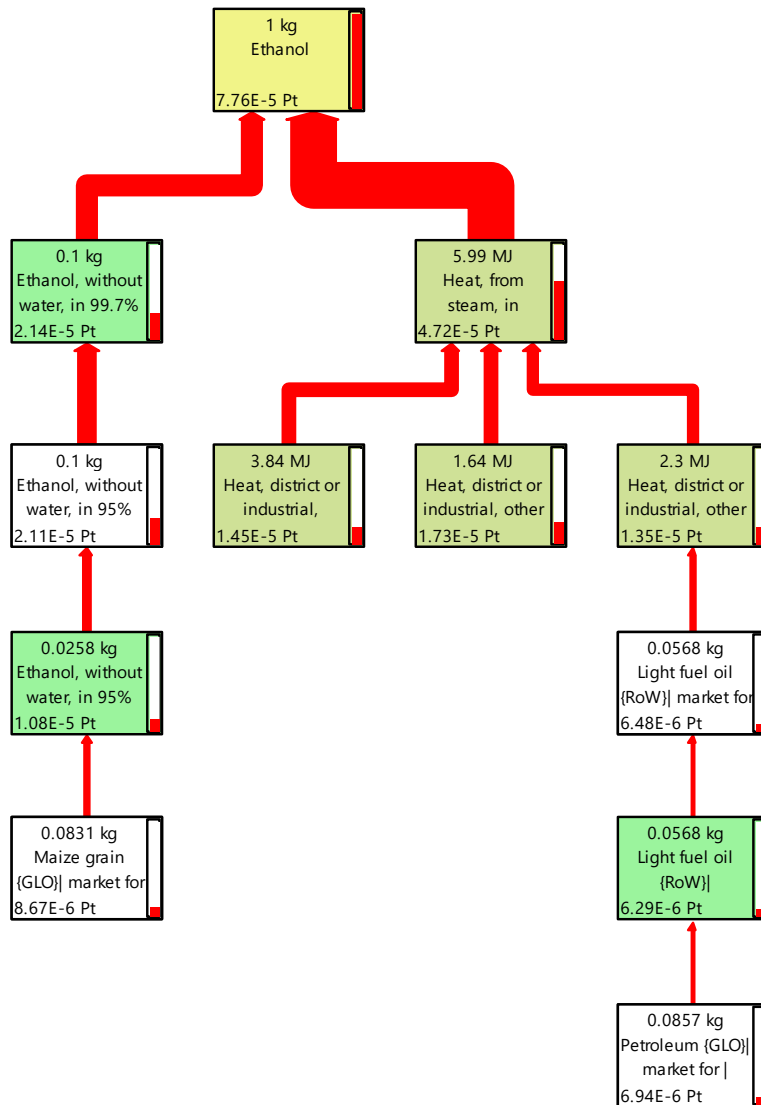 1 kg
Ethanol
7.76E-5 Pt
0.1 kg
Ethanol, without
water, in 99.7%
2.14E-5 Pt
5.99 MJ
Heat, from
steam, in
4.72E-5 Pt
0.1 kg
Ethanol, without
water, in 95%
2.11E-5 Pt
3.84 MJ
Heat, district or
industrial,
1.45E-5 Pt
1.64 MJ
Heat, district or
industrial, other
1.73E-5 Pt
2.3 MJ
Heat, district or
industrial, other
1.35E-5 Pt
0.0258 kg
Ethanol, without
water, in 95%
1.08E-5 Pt
0.0568 kg
Light fuel oil
{RoW}| market for
6.48E-6 Pt
0.0831 kg
Maize grain
{GLO}| market for
8.67E-6 Pt
0.0568 kg
Light fuel oil
{RoW}|
6.29E-6 Pt
0.0857 kg
Petroleum {GLO}|
market for |
6.94E-6 Pt